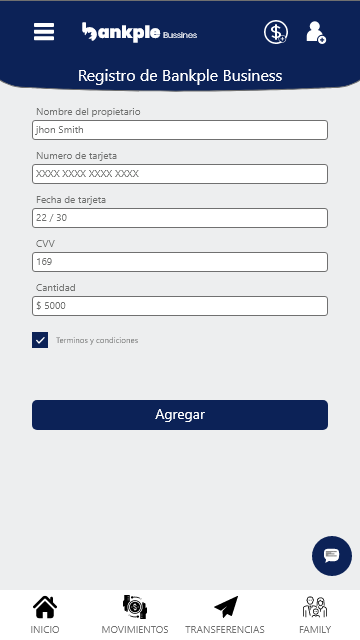 bankple Bussines
Registro de Bankple Business
Nombre del propietario
jhon Smith
Numero de tarjeta
XXXX XXXX XXXX XXXX
Fecha de tarjeta
22 / 30
CVV
169
Cantidad
$ 5000
Terminos y condiciones
Agregar
INICIO MOVIMIENTOS TRANSFERENCIAS FAMILY